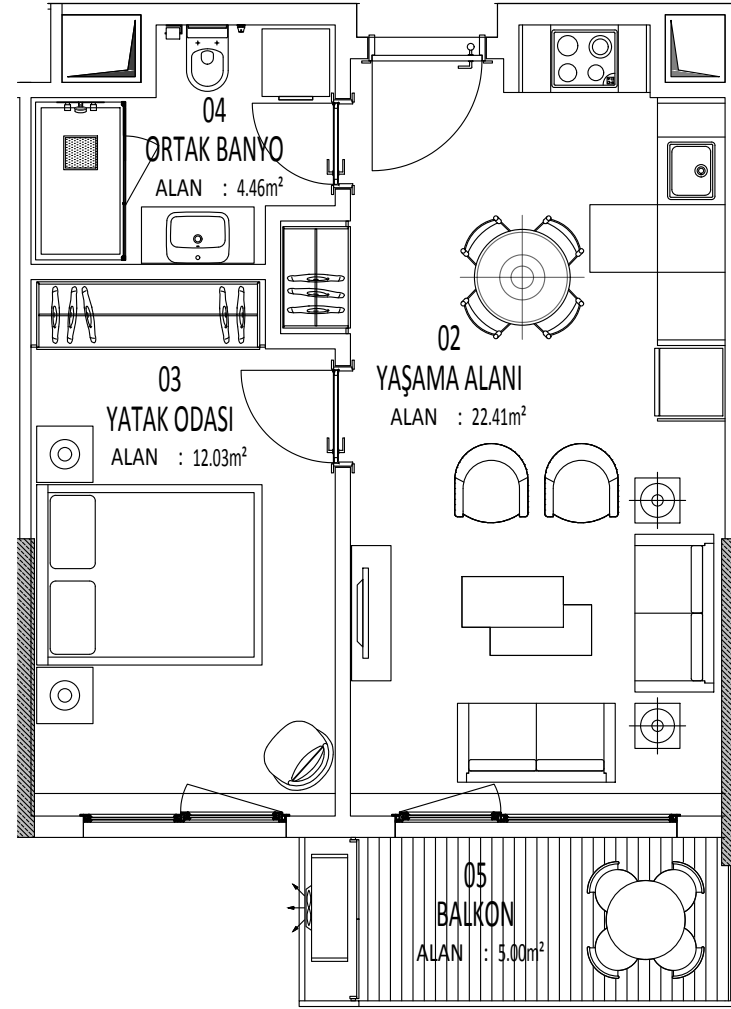 04
ORTAK BANYO
ALAN : 4.46m²
02
YAŞAMA ALANI
ALAN : 22.41m²
03
YATAK ODASI
ALAN : 12.03m²
05
BALKON
ALAN : 5.00m²